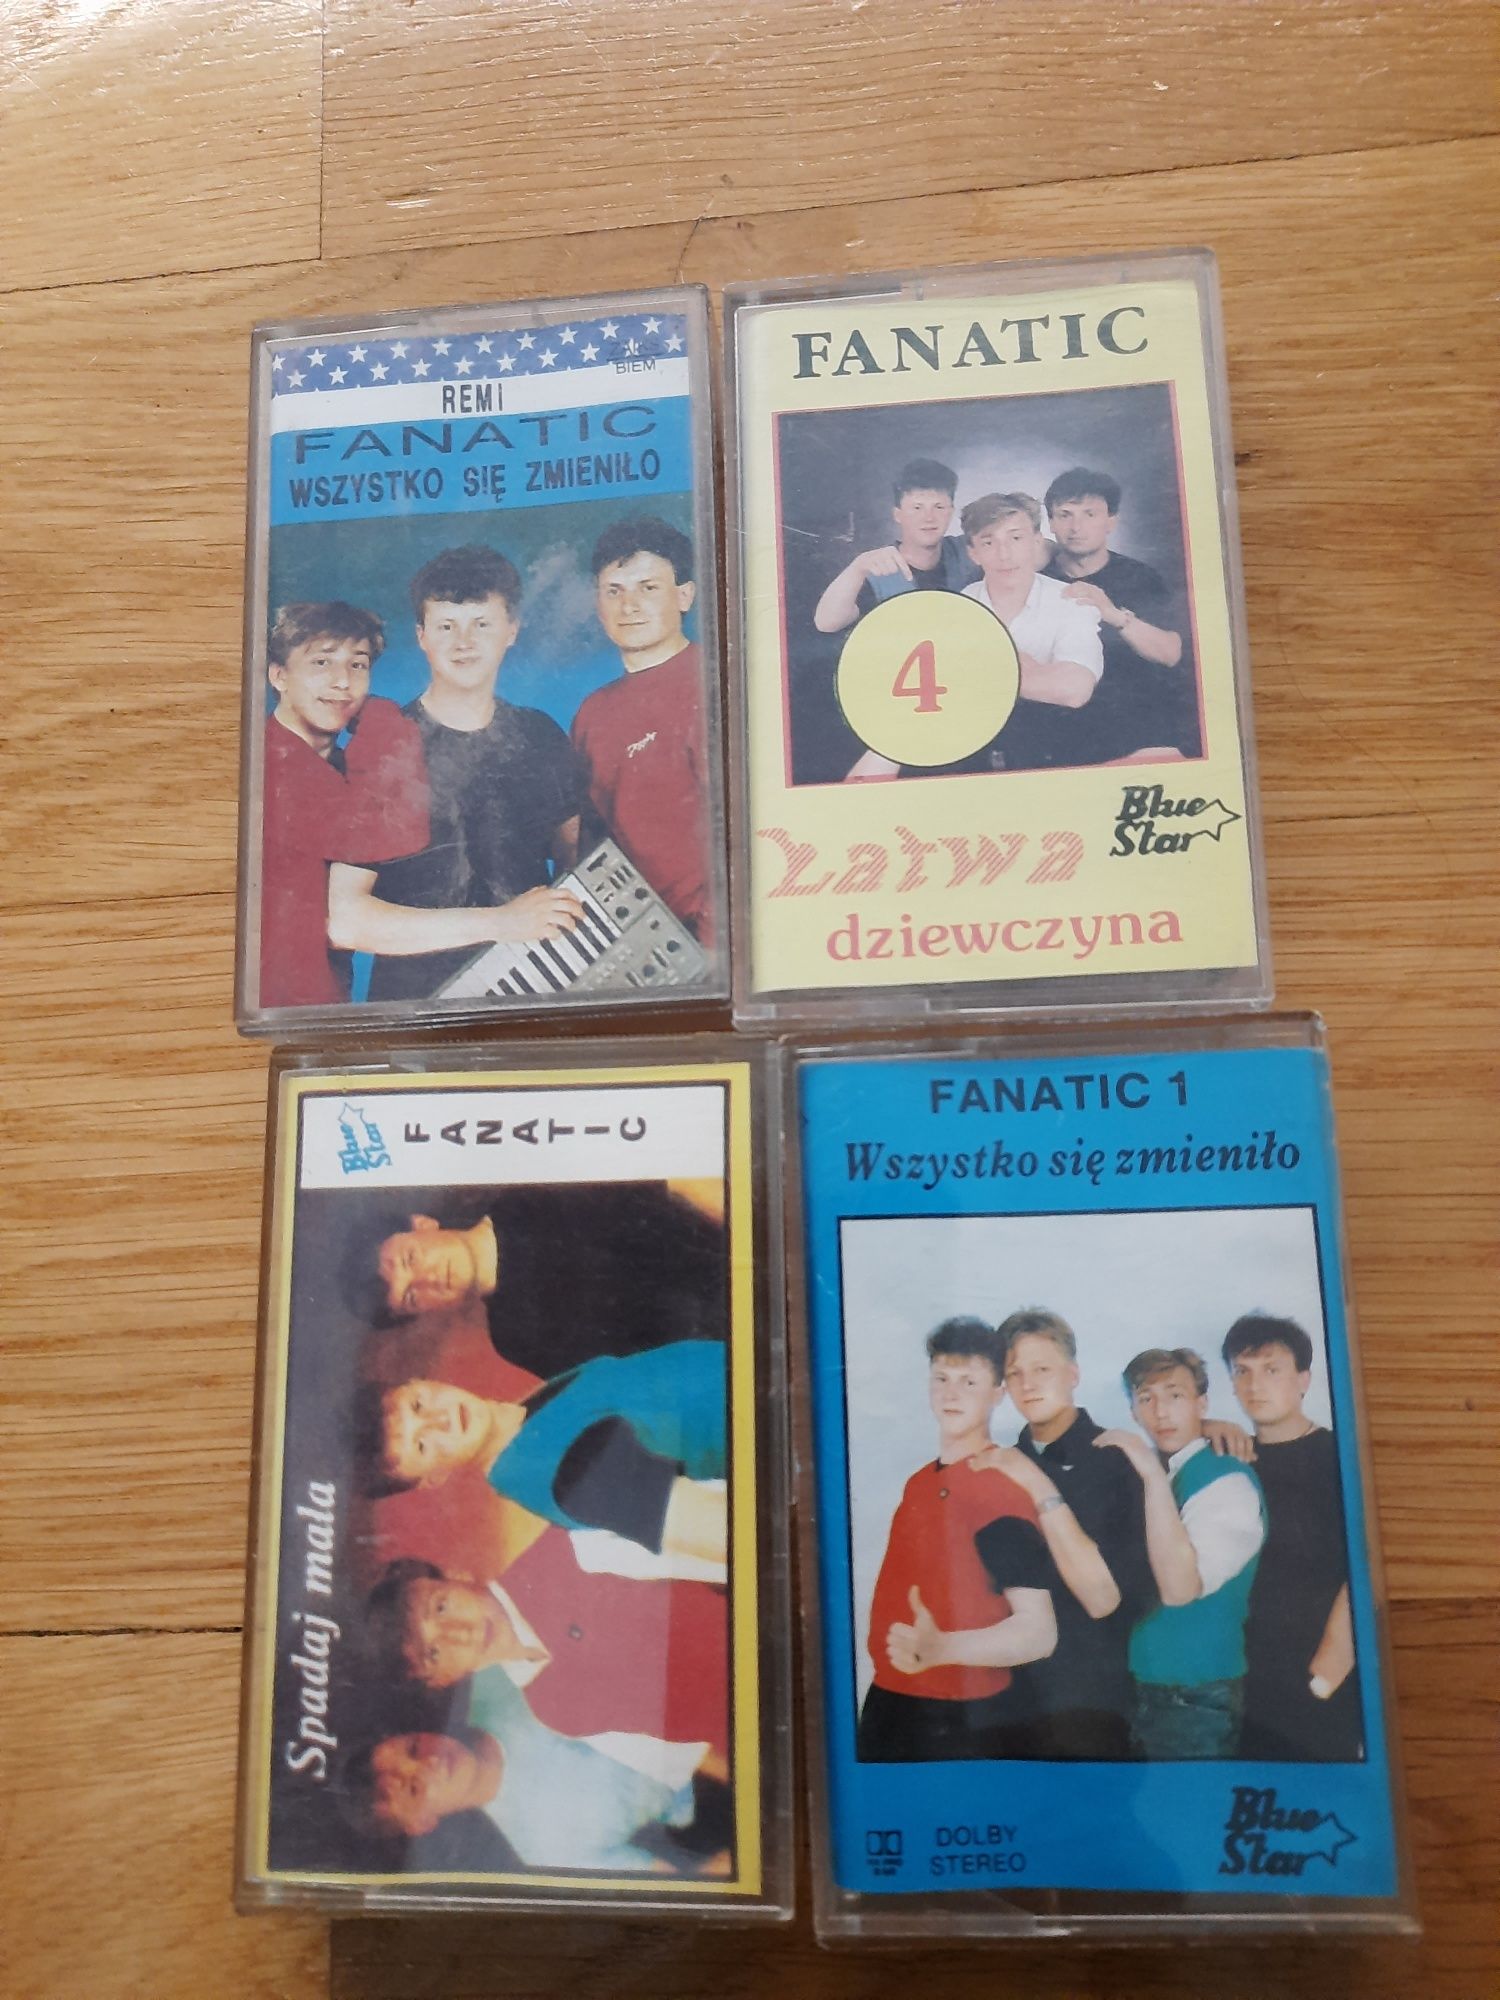 ZAiKS
BIEM
REMI
FANATIC
WSZYSTKO SIĘ ZMIENIŁO
FANATIC
4
Blue
Star
Łatwa
dziewczyna
Blue
Star
FANATIC
Spadaj mała
FANATIC 1
Wszystko się zmieniło
DOLBY
STEREO
Blue
Star